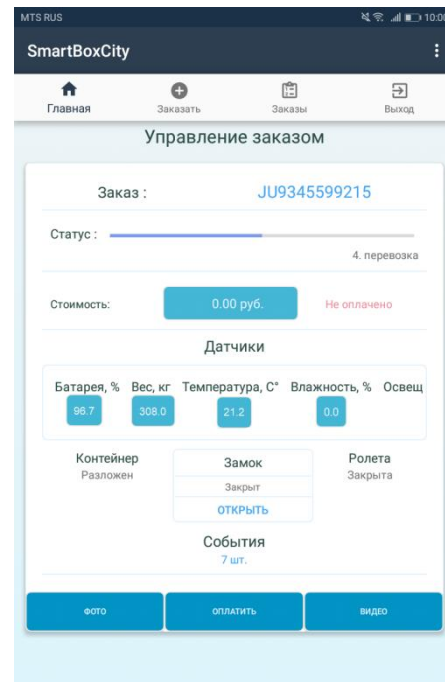 MTS RUS 10:08
SmartBoxCity
Главная Заказать Заказы Выход
Управление заказом
Заказ : JU9345599215
Статус :
4. перевозка
Стоимость: 0.00 руб. Не оплачено
Датчики
Батарея, % Вес, кг Температура, C° Влажность, % Освещ
96.7 308.0 21.2 0.0
Контейнер Замок Ролета
Разложен Закрыт Закрыта
ОТКРЫТЬ
События
7 шт.
ФОТО ОПЛАТИТЬ ВИДЕО